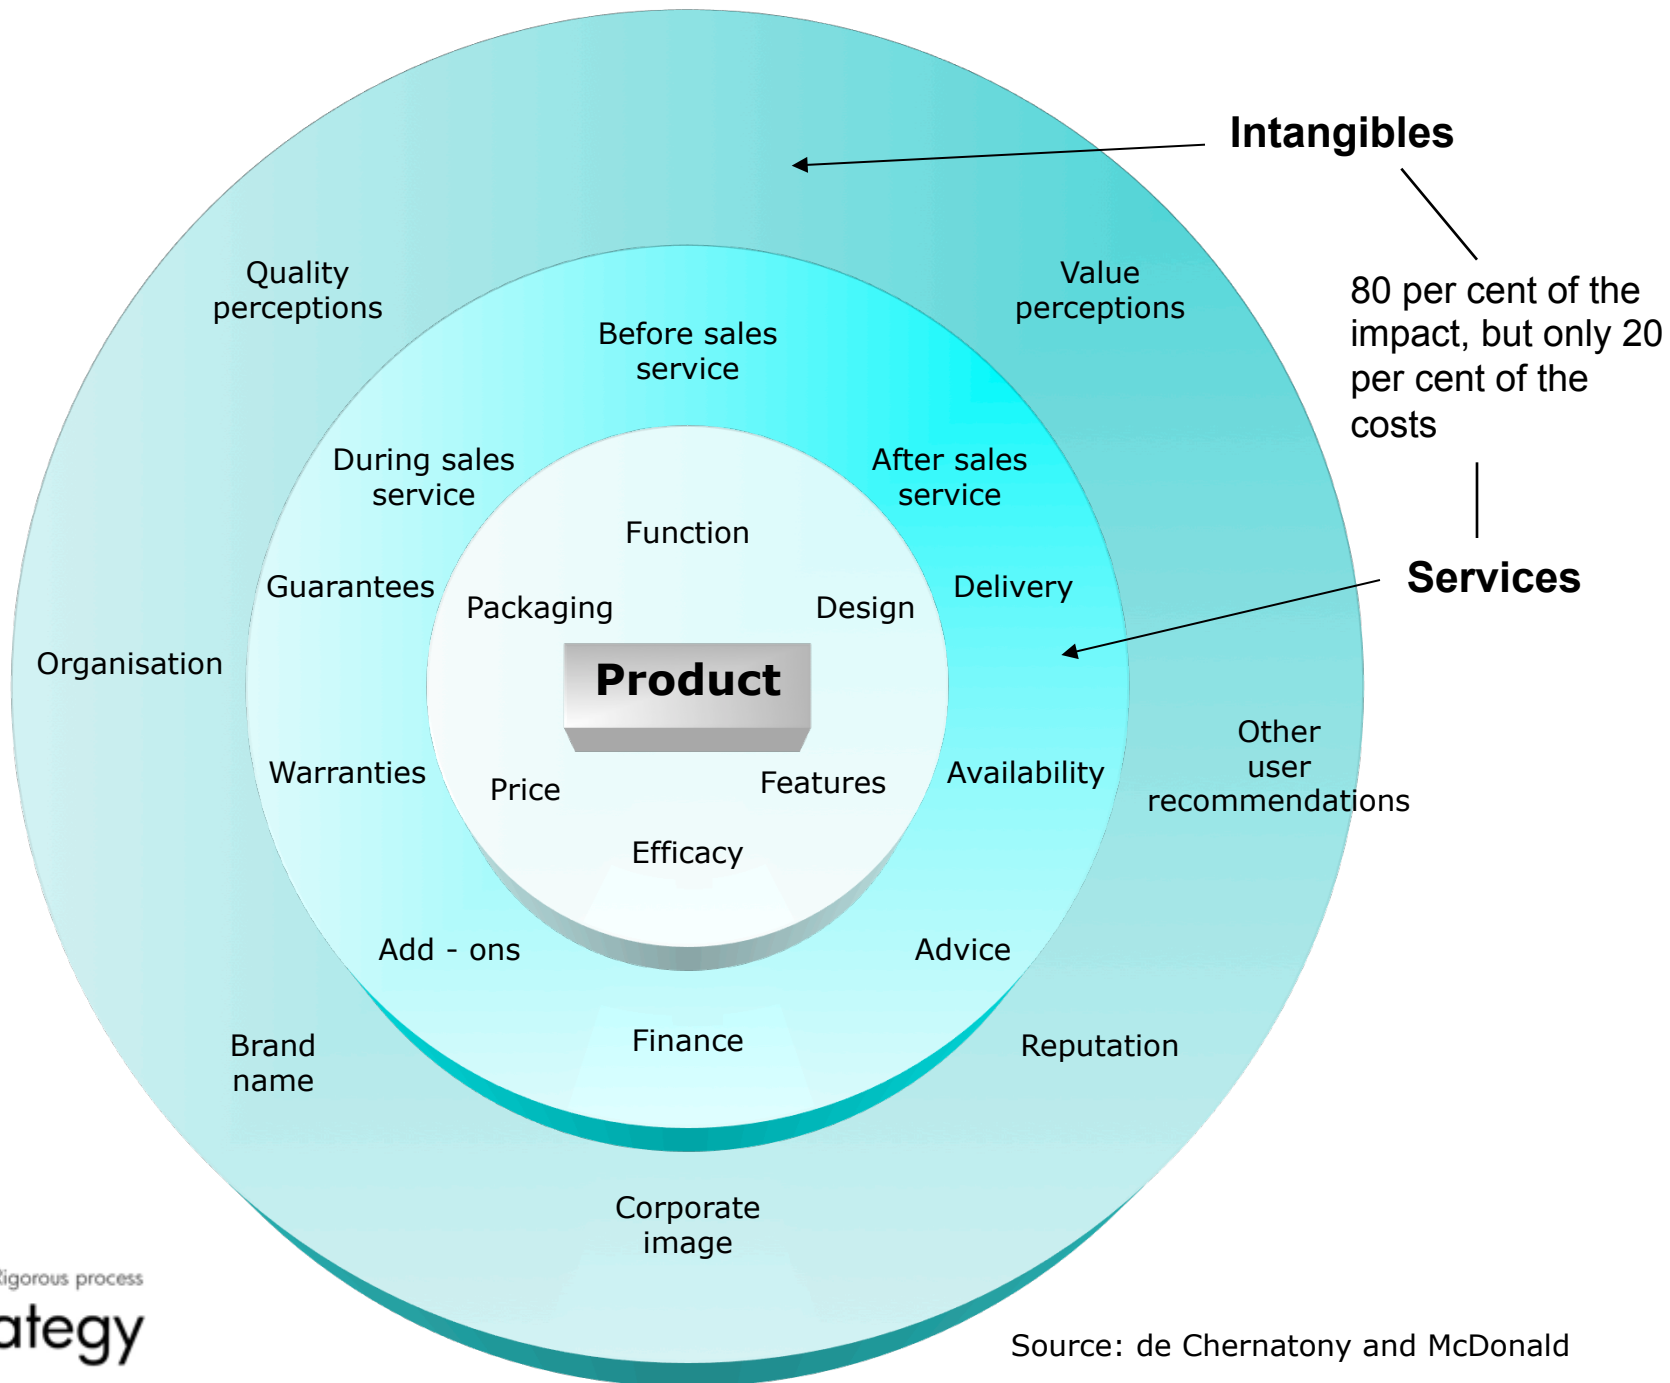 Intangibles
80 per cent of the
impact, but only 20
per cent of the
costs
Services
Quality
perceptions
Value
perceptions
Organisation
Other
user
recommendations
Brand
name
Reputation
Corporate
image
Before sales
service
During sales
service
After sales
service
Guarantees
Delivery
Warranties
Availability
Add - ons
Advice
Finance
Function
Packaging
Design
Product
Price
Features
Efficacy
Rigorous process
ategy
Source: de Chernatony and McDonald